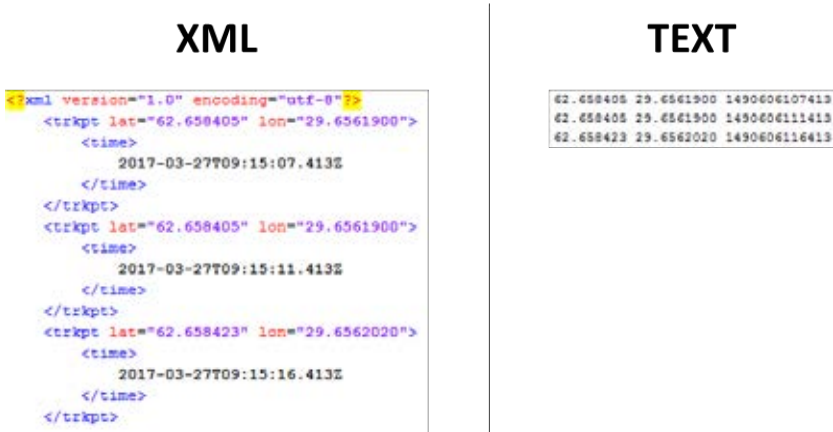 XML
<?xml version="1.0" encoding="utf-8"?>
<trkpt lat="62.658405" lon="29.6561900">
<time>
2017-03-27T09:15:07.413Z
</time>
</trkpt>
<trkpt lat="62.658405" lon="29.6561900">
<time>
2017-03-27T09:15:11.413Z
</time>
</trkpt>
<trkpt lat="62.658423" lon="29.6562020">
<time>
2017-03-27T09:15:16.413Z
</time>
</trkpt>
TEXT
62.658405 29.6561900 1490606107413
62.658405 29.6561900 1490606111413
62.658423 29.6562020 1490606116413